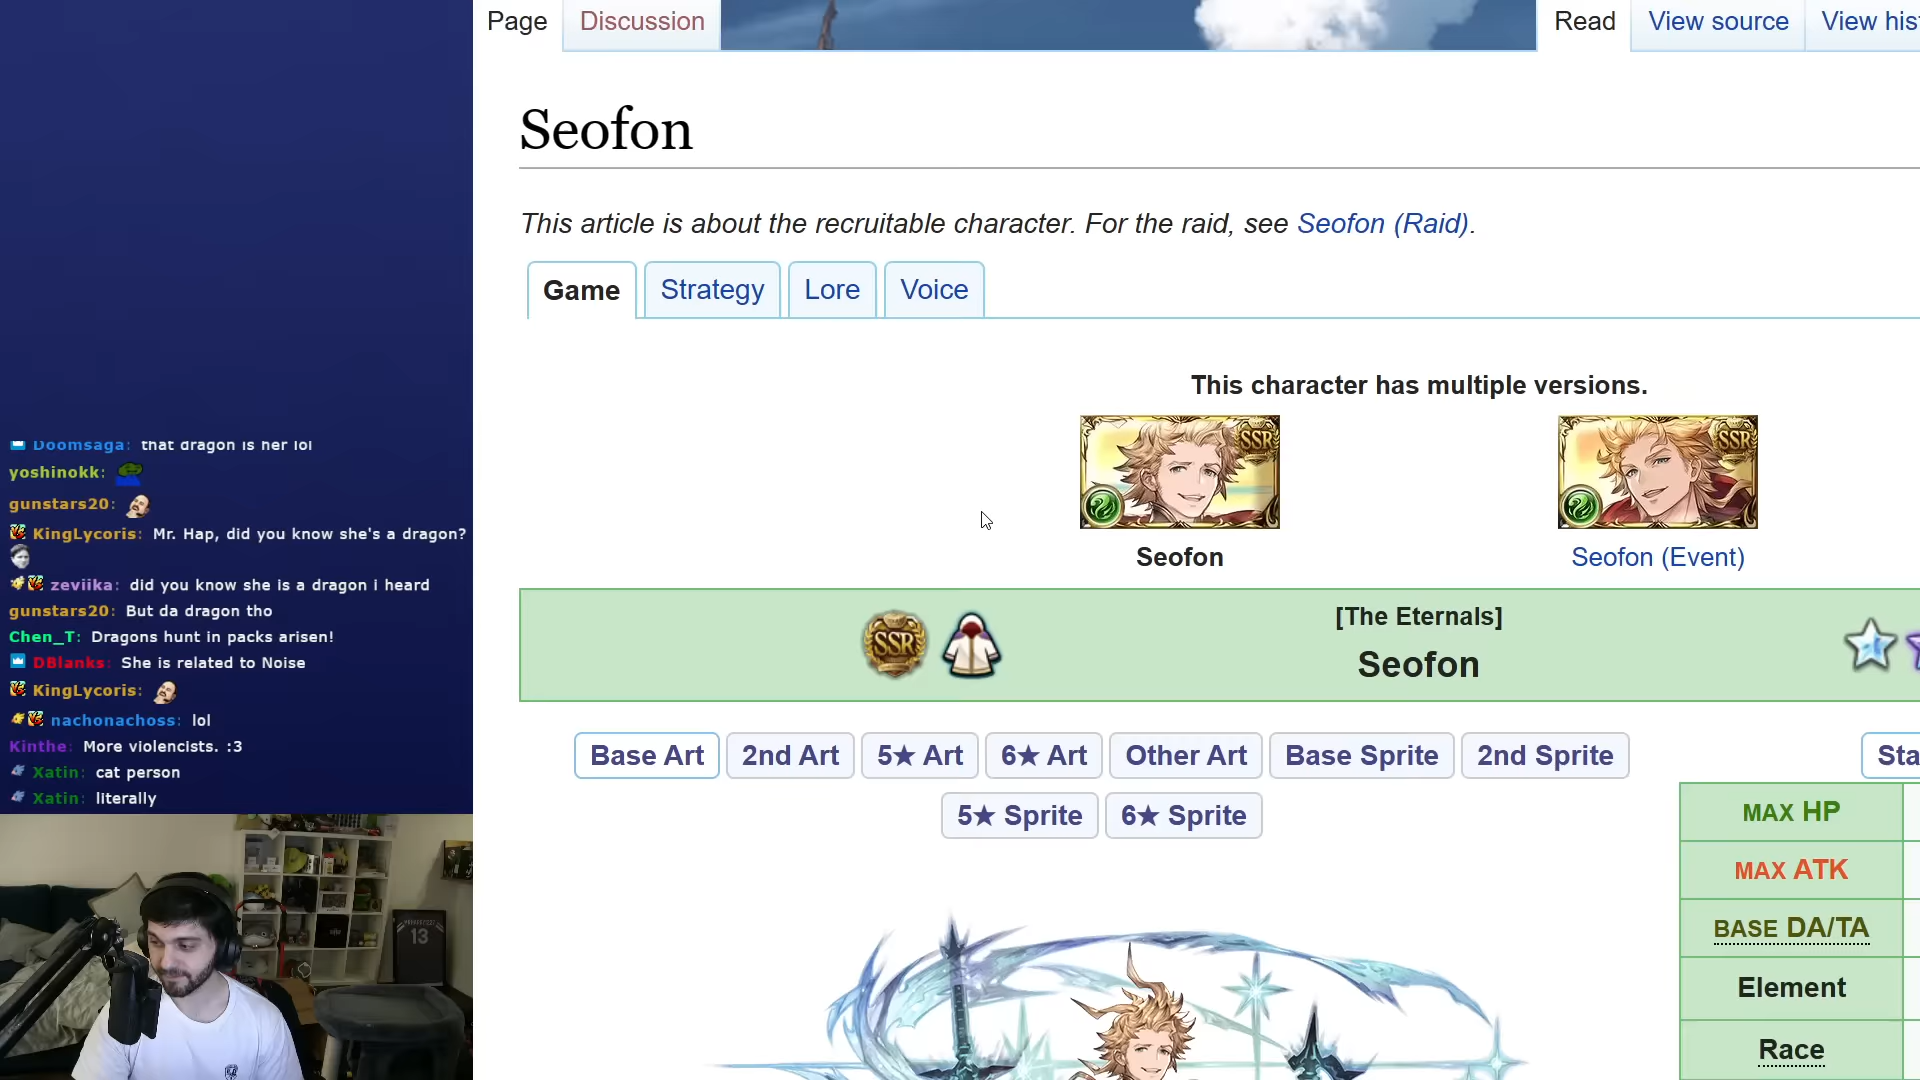 Page
Discussion
Read
View source
View his
Seofon
This article is about the recruitable character. For the raid, see Seofon (Raid).
Game
Strategy
Lore
Voice
This character has multiple versions.
SSR
SSR
Seofon
Seofon (Event)
SSR
[The Eternals]
Seofon
Base Art
2nd Art
5★ Art
6★ Art
Other Art
Base Sprite
2nd Sprite
5★ Sprite
6★ Sprite
Sta
MAX HP
MAX ATK
BASE DA/TA
Element
Race
Doomsaga: that dragon is her lol
yoshinokk:
gunstars20:
KingLycoris: Mr. Hap, did you know she's a dragon?
zeviika: did you know she is a dragon i heard
gunstars20: But da dragon tho
Chen_T: Dragons hunt in packs arisen!
DBlanks: She is related to Noise
KingLycoris:
nachonachoss: lol
Kinthe: More violencists. :3
Xatin: cat person
Xatin: literally
13